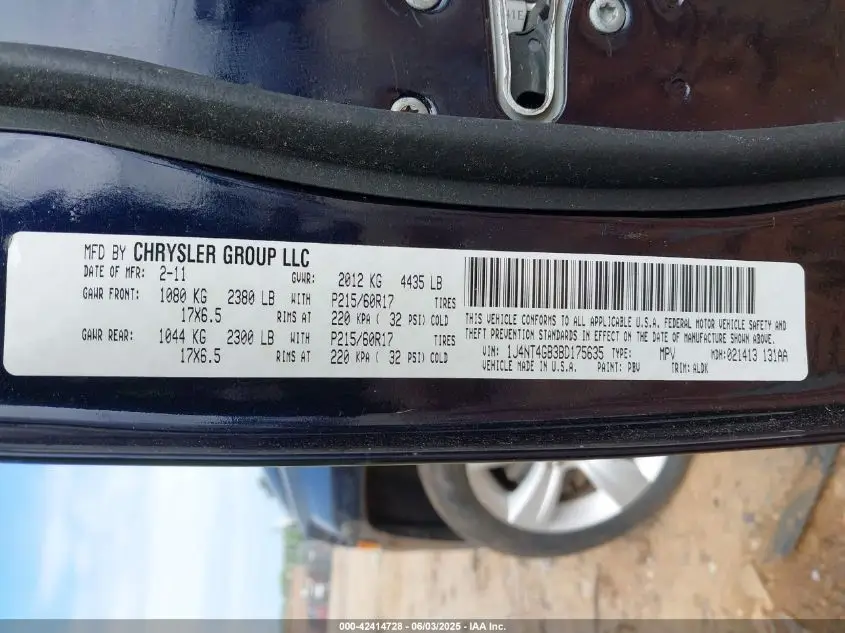 MFD BY CHRYSLER GROUP LLC
DATE OF MFR: 2-11 GVWR: 2012 KG 4435 LB
GAWR FRONT: 1080 KG 2380 LB WITH P215/60R17 TIRES
17X6.5 RIMS AT 220 KPA ( 32 PSI) COLD
GAWR REAR: 1044 KG 2300 LB WITH P215/60R17 TIRES
17X6.5 RIMS AT 220 KPA ( 32 PSI) COLD
THIS VEHICLE CONFORMS TO ALL APPLICABLE U.S.A. FEDERAL MOTOR VEHICLE SAFETY AND
THEFT PREVENTION STANDARDS IN EFFECT ON THE DATE OF MANUFACTURE SHOWN ABOVE.
VIN: 1J4NT4GB3BD175635 TYPE: MPV MDH:021413 131AA
VEHICLE MADE IN U.S.A. PAINT: PBV TRIM: ALDK
000-42414728 - 06/03/2025 - IAA Inc.